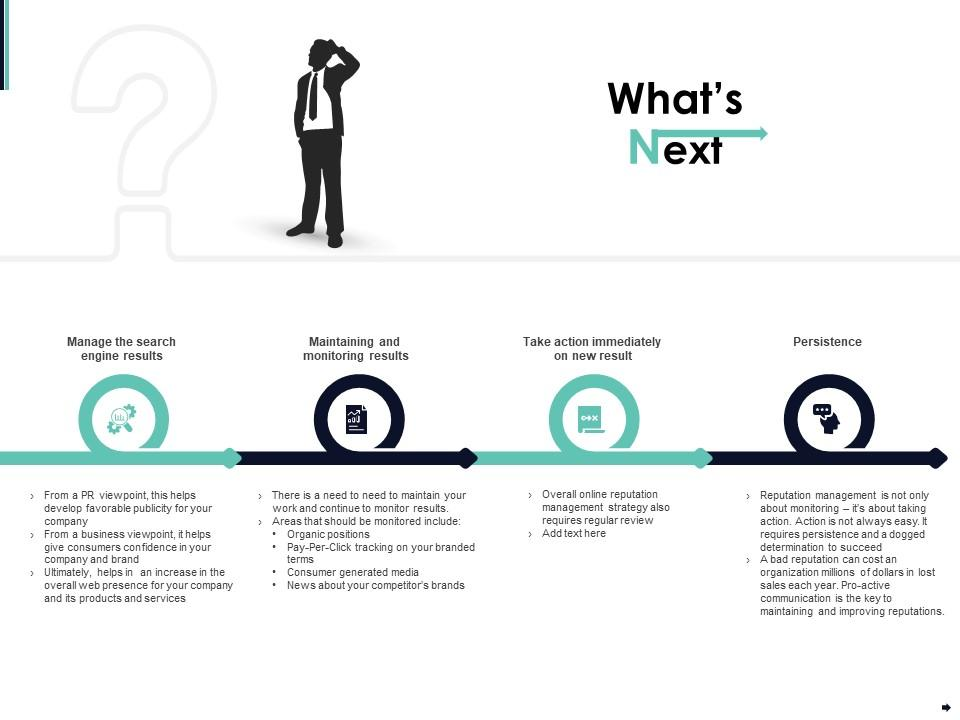 What's
Next
Manage the search
engine results
Maintaining and
monitoring results
Take action immediately
on new result
Persistence
› From a PR viewpoint, this helps
develop favorable publicity for your
company
› From a business viewpoint, it helps
give consumers confidence in your
company and brand
› Ultimately, helps in an increase in the
overall web presence for your company
and its products and services
› There is a need to need to maintain your
work and continue to monitor results.
› Areas that should be monitored include:
• Organic positions
• Pay-Per-Click tracking on your branded
terms
• Consumer generated media
• News about your competitor's brands
› Overall online reputation
management strategy also
requires regular review
› Add text here
› Reputation management is not only
about monitoring – it's about taking
action. Action is not always easy. It
requires persistence and a dogged
determination to succeed
› A bad reputation can cost an
organization millions of dollars in lost
sales each year. Pro-active
communication is the key to
maintaining and improving reputations.